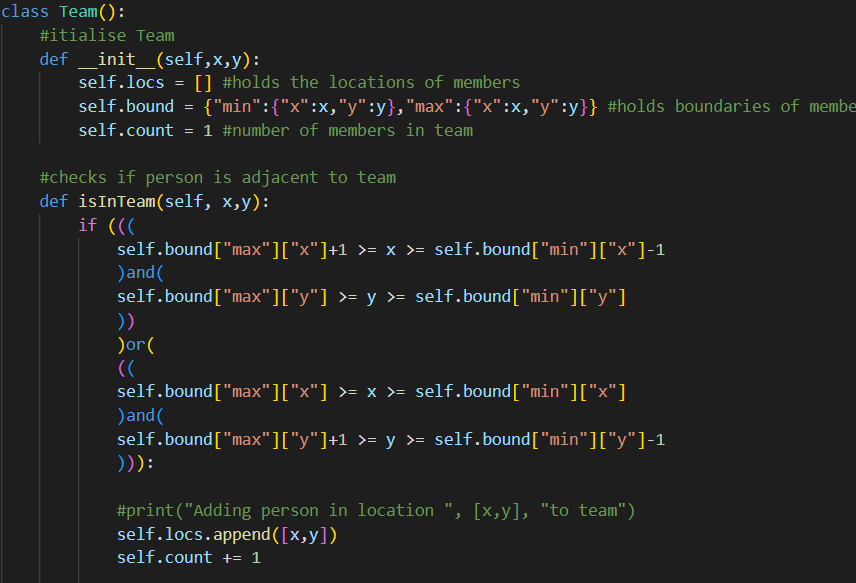 class Team():
#itialise Team
def __init__(self,x,y):
self.locs = [] #holds the locations of members
self.bound = {"min":{"x":x,"y":y},"max":{"x":x,"y":y}} #holds boundaries of membe
self.count = 1 #number of members in team
#checks if person is adjacent to team
def isInTeam(self, x,y):
if (((
self.bound["max"]["x"]+1 >= x >= self.bound["min"]["x"]-1
)and(
self.bound["max"]["y"] >= y >= self.bound["min"]["y"]
))
)or(
((
self.bound["max"]["x"] >= x >= self.bound["min"]["x"]
)and(
self.bound["max"]["y"]+1 >= y >= self.bound["min"]["y"]-1
))):
#print("Adding person in location ", [x,y], "to team")
self.locs.append([x,y])
self.count += 1